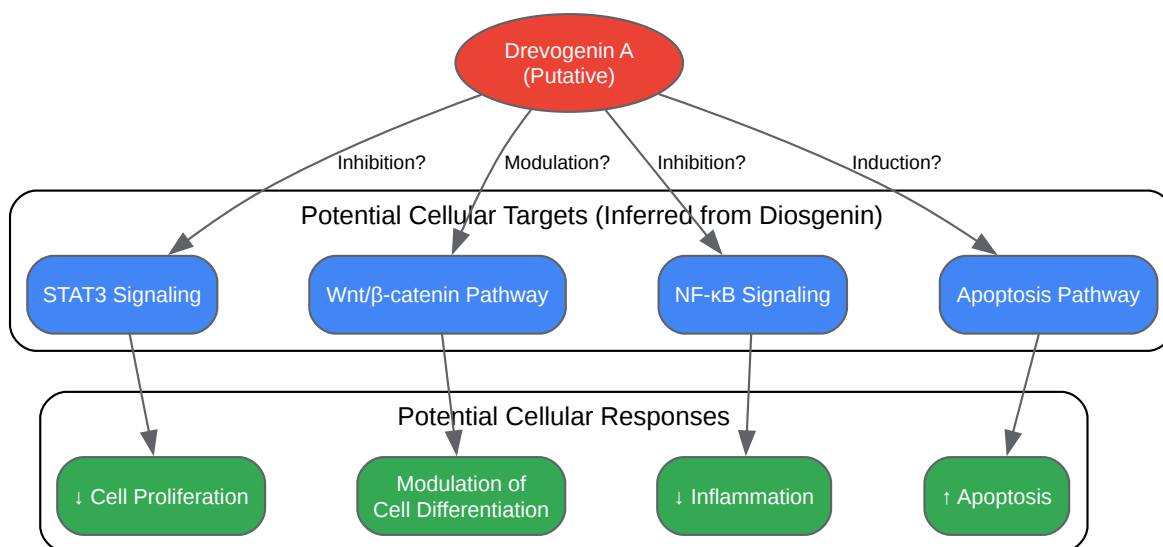 Drevogenin A
(Putative)
Inhibition?
Modulation?
Inhibition?
Induction?
Potential Cellular Targets (Inferred from Diosgenin)
STAT3 Signaling
Wnt/β-catenin Pathway
NF-κB Signaling
Apoptosis Pathway
Potential Cellular Responses
↓ Cell Proliferation
Modulation of
Cell Differentiation
↓ Inflammation
↑ Apoptosis